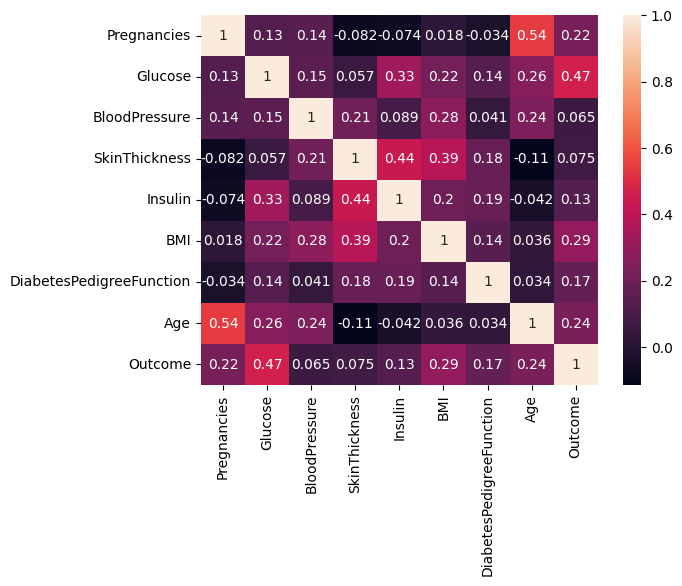 Pregnancies 1 0.13 0.14 -0.082 -0.074 0.018 -0.034 0.54 0.22
Glucose 0.13 1 0.15 0.057 0.33 0.22 0.14 0.26 0.47
BloodPressure 0.14 0.15 1 0.21 0.089 0.28 0.041 0.24 0.065
SkinThickness -0.082 0.057 0.21 1 0.44 0.39 0.18 -0.11 0.075
Insulin -0.074 0.33 0.089 0.44 1 0.2 0.19 -0.042 0.13
BMI 0.018 0.22 0.28 0.39 0.2 1 0.14 0.036 0.29
DiabetesPedigreeFunction -0.034 0.14 0.041 0.18 0.19 0.14 1 0.034 0.17
Age 0.54 0.26 0.24 -0.11 -0.042 0.036 0.034 1 0.24
Outcome 0.22 0.47 0.065 0.075 0.13 0.29 0.17 0.24 1
Pregnancies
Glucose
BloodPressure
SkinThickness
Insulin
BMI
DiabetesPedigreeFunction
Age
Outcome
1.0
0.8
0.6
0.4
0.2
0.0